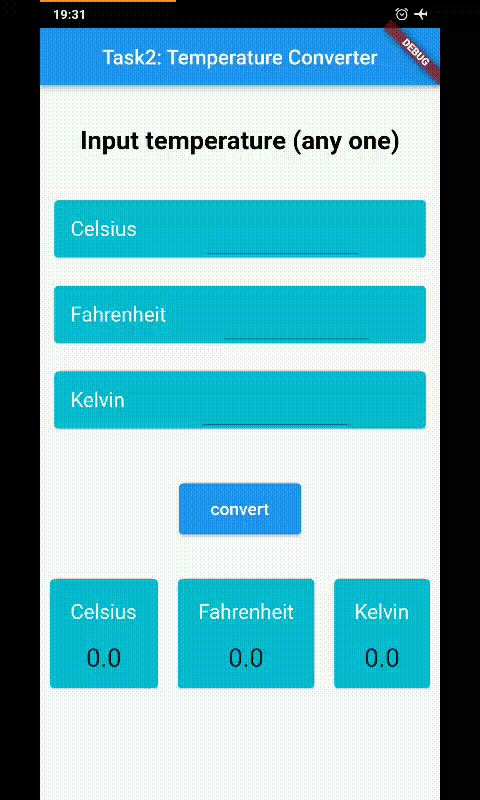 19:31
Task2: Temperature Converter
DEBUG
Input temperature (any one)
Celsius
Fahrenheit
Kelvin
convert
Celsius Fahrenheit Kelvin
0.0 0.0 0.0